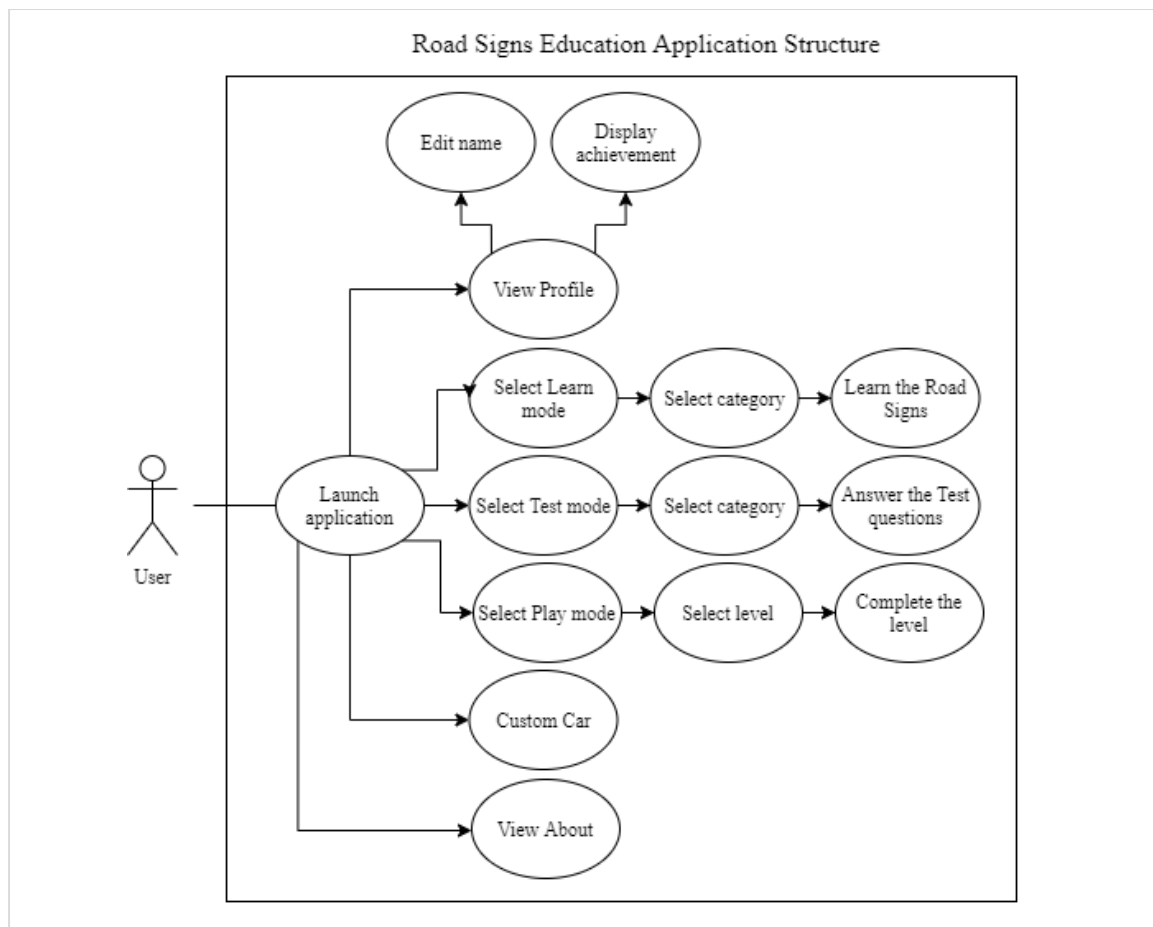 Road Signs Education Application Structure
Edit name
Display
achievement
View Profile
Select Learn
mode
Select category
Learn the Road
Signs
User
Launch
application
Select Test mode
Select category
Answer the Test
questions
Select Play mode
Select level
Complete the
level
Custom Car
View About